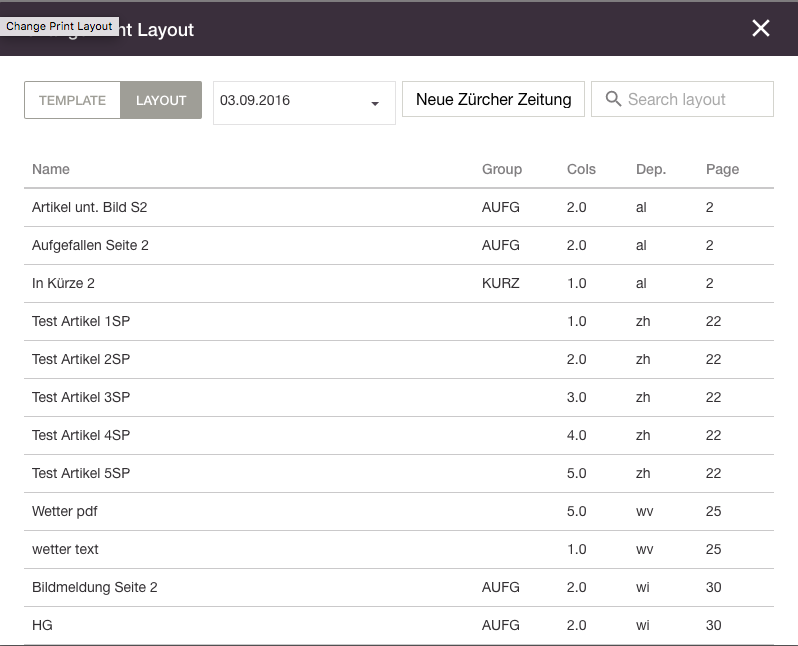 Change Print Layout
nt Layout
TEMPLATE LAYOUT 03.09.2016 Neue Zürcher Zeitung Search layout
Name Group Cols Dep. Page
Artikel unt. Bild S2 AUFG 2.0 al 2
Aufgefallen Seite 2 AUFG 2.0 al 2
In Kürze 2 KURZ 1.0 al 2
Test Artikel 1SP 1.0 zh 22
Test Artikel 2SP 2.0 zh 22
Test Artikel 3SP 3.0 zh 22
Test Artikel 4SP 4.0 zh 22
Test Artikel 5SP 5.0 zh 22
Wetter pdf 5.0 wv 25
wetter text 1.0 wv 25
Bildmeldung Seite 2 AUFG 2.0 wi 30
HG AUFG 2.0 wi 30